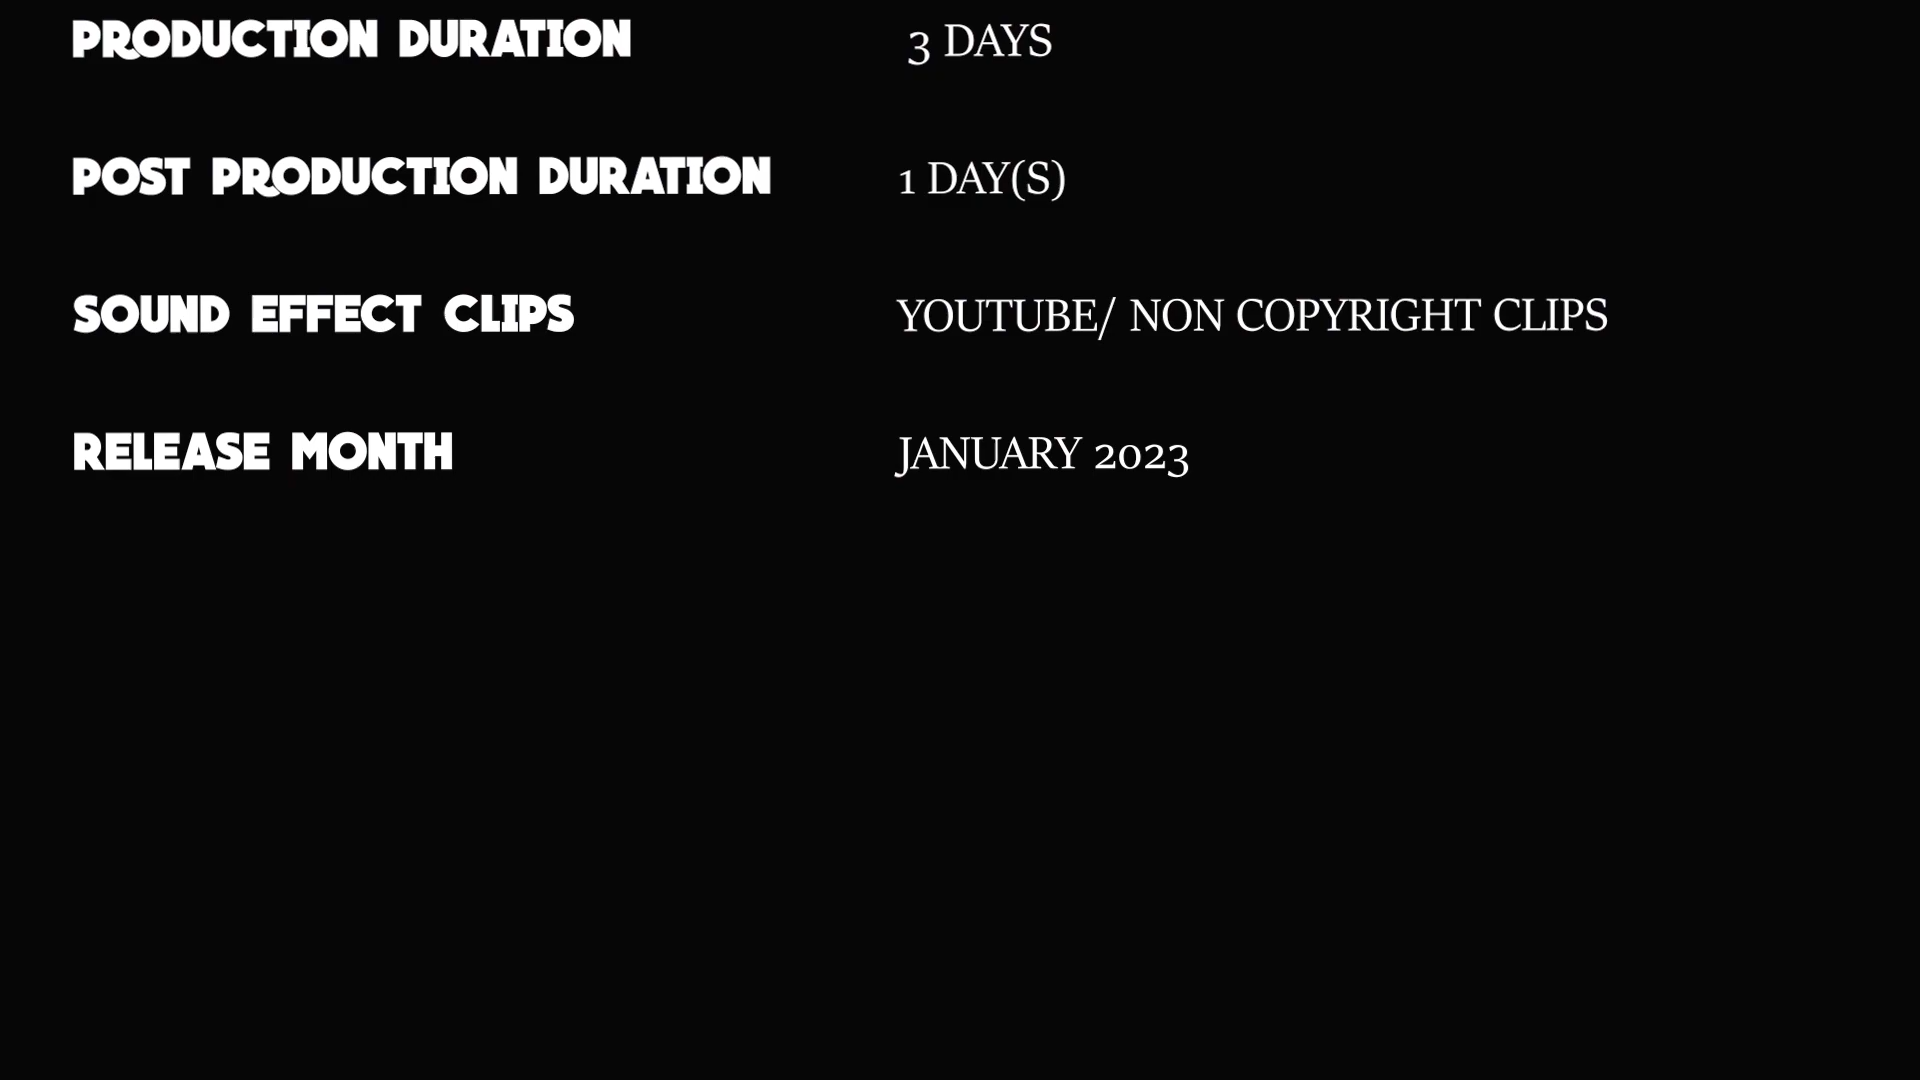 PRODUCTION DURATION 3 DAYS
POST PRODUCTION DURATION 1 DAY(S)
SOUND EFFECT CLIPS YOUTUBE/ NON COPYRIGHT CLIPS
RELEASE MONTH JANUARY 2023